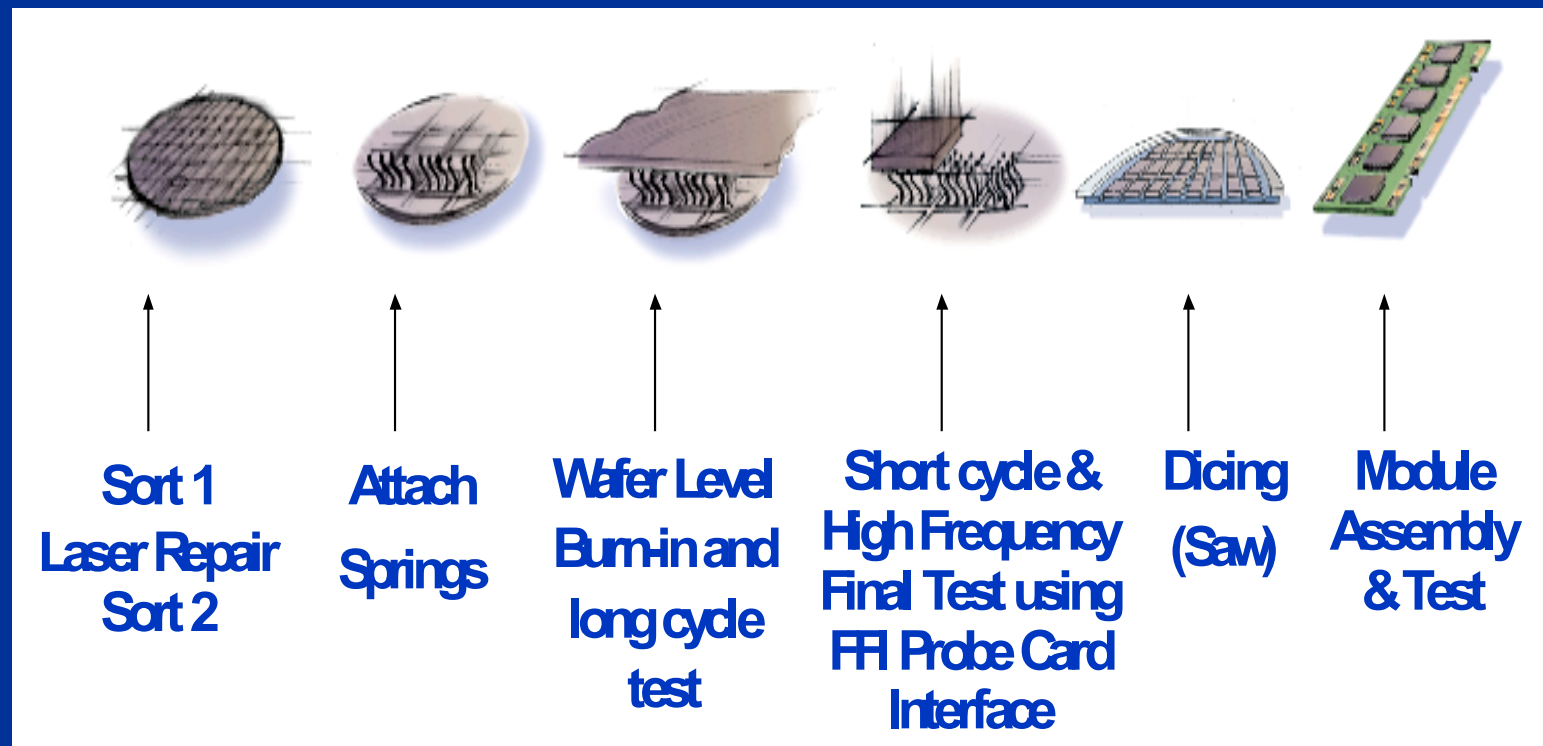 Sort 1
Laser Repair
Sort 2
Attach
Springs
Wafer Level
Burn-in and
long cycle
test
Short cycle &
High Frequency
Final Test using
FFI Probe Card
Interface
Dicing
(Saw)
Module
Assembly
& Test